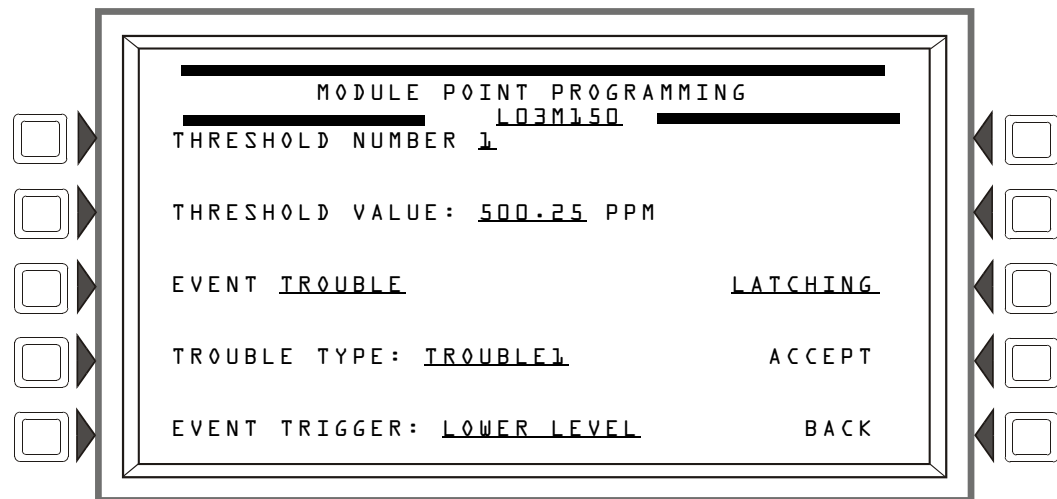 MODULE POINT PROGRAMMING
L03M150
THRESHOLD NUMBER 1
THRESHOLD VALUE: 500.25 PPM
EVENT TROUBLE LATCHING
TROUBLE TYPE: TROUBLE1 ACCEPT
EVENT TRIGGER: LOWER LEVEL BACK